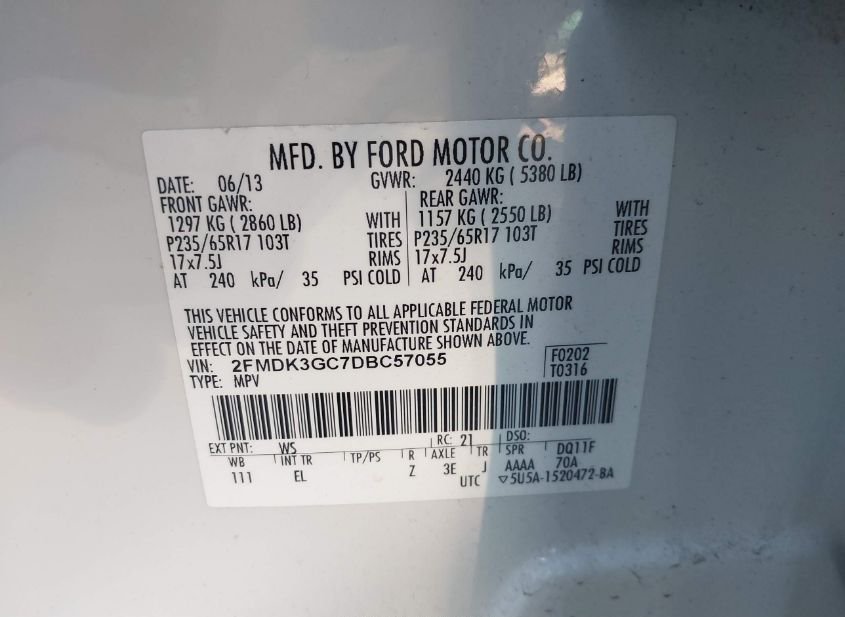 MFD. BY FORD MOTOR CO.
DATE: 06/13 GVWR: 2440 KG ( 5380 LB)
FRONT GAWR: REAR GAWR:
1297 KG ( 2860 LB) WITH 1157 KG ( 2550 LB) WITH
P235/65R17 103T TIRES P235/65R17 103T TIRES
17x7.5J RIMS 17x7.5J RIMS
AT 240 kPa/ 35 PSI COLD AT 240 kPa/ 35 PSI COLD
THIS VEHICLE CONFORMS TO ALL APPLICABLE FEDERAL MOTOR
VEHICLE SAFETY AND THEFT PREVENTION STANDARDS IN
EFFECT ON THE DATE OF MANUFACTURE SHOWN ABOVE.
VIN: 2FMDK3GC7DBC57055 F0202
TYPE: MPV T0316
EXT PNT: WS RC: 21 DSO:
WB INT TR TP/PS R AXLE TR SPR DQ11F
111 EL Z 3E J AAAA 70A
UTC ▽5U5A-1520472-BA